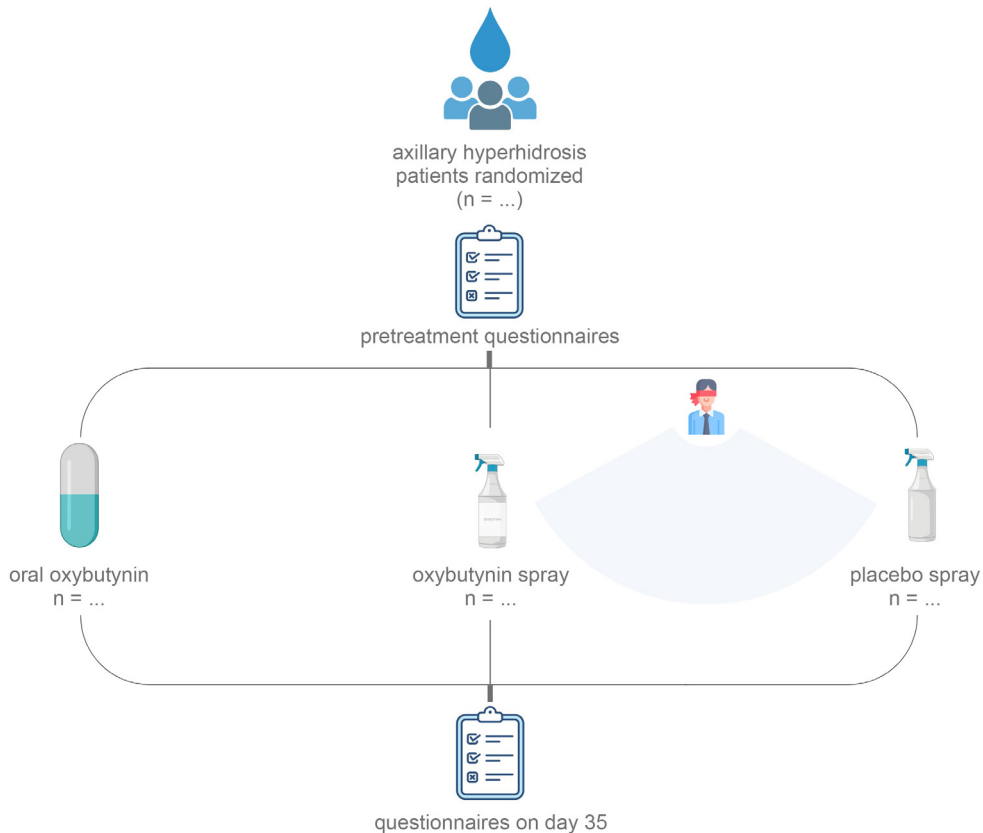 axillary hyperhidrosis
patients randomized
(n = ...)
pretreatment questionnaires
oral oxybutynin
n = ...
oxybutynin spray
n = ...
placebo spray
n = ...
questionnaires on day 35